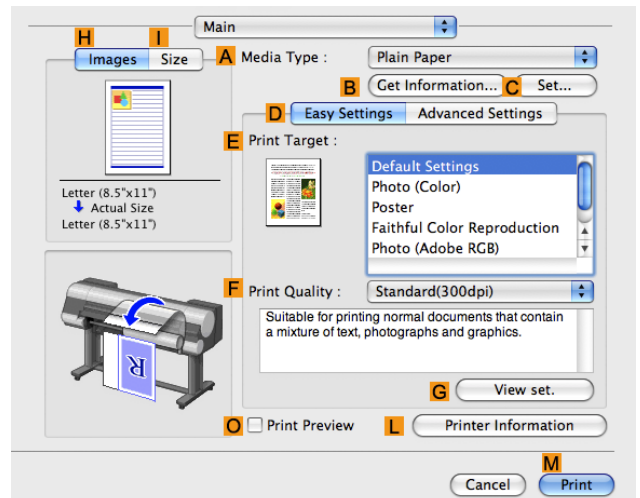 Main
H
I
Images Size
A Media Type : Plain Paper
B Get Information... C Set...
D Easy Settings Advanced Settings
E Print Target :
Default Settings
Photo (Color)
Poster
Faithful Color Reproduction
Photo (Adobe RGB)
Letter (8.5"x11")
Actual Size
Letter (8.5"x11")
F Print Quality : Standard(300dpi)
Suitable for printing normal documents that contain
a mixture of text, photographs and graphics.
R
G View set.
O Print Preview L Printer Information
M
Cancel Print